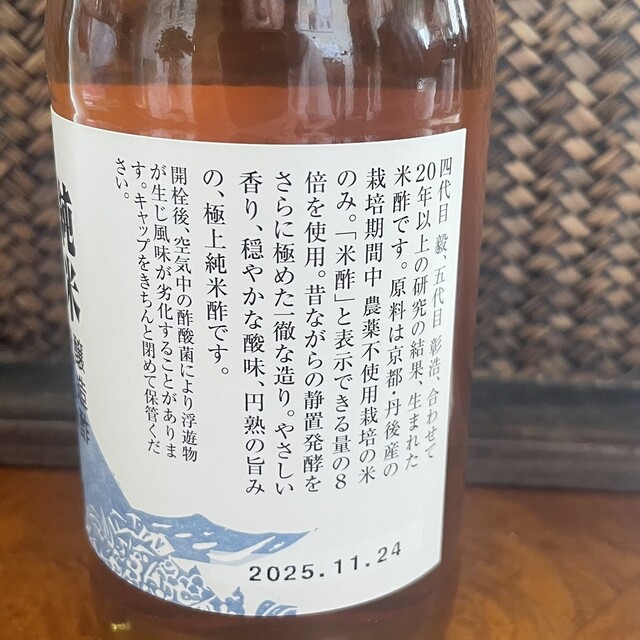 四代目 毅、五代目 彰浩、合わせて
20年以上の研究の結果、生まれた
米酢です。原料は京都・丹後産の
栽培期間中 農薬不使用栽培の米
のみ。「米酢」と表示できる量の8
倍を使用。昔ながらの静置発酵を
さらに極めた一徹な造り。やさしい
香り、穏やかな酸味、円熟の旨み
の、極上純米酢です。
開栓後、空気中の酢酸菌により浮遊物
が生じ風味が劣化することがありま
す。キャップをきちんと閉めて保管くだ
さい。
純米
醸造酢
2025.11.24